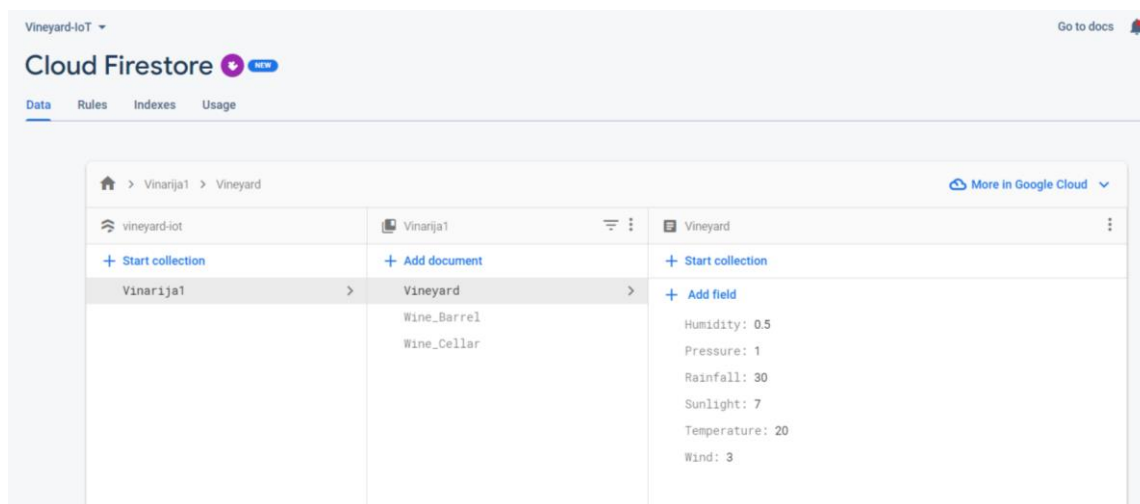 Vineyard-IoT
Go to docs
Cloud Firestore NEW
Data Rules Indexes Usage
Vinarija1 > Vineyard
More in Google Cloud
vineyard-iot
Vinarija1
Vineyard
+ Start collection
+ Add document
+ Start collection
Vinarija1
Vineyard
+ Add field
Wine_Barrel
Wine_Cellar
Humidity: 0.5
Pressure: 1
Rainfall: 30
Sunlight: 7
Temperature: 20
Wind: 3